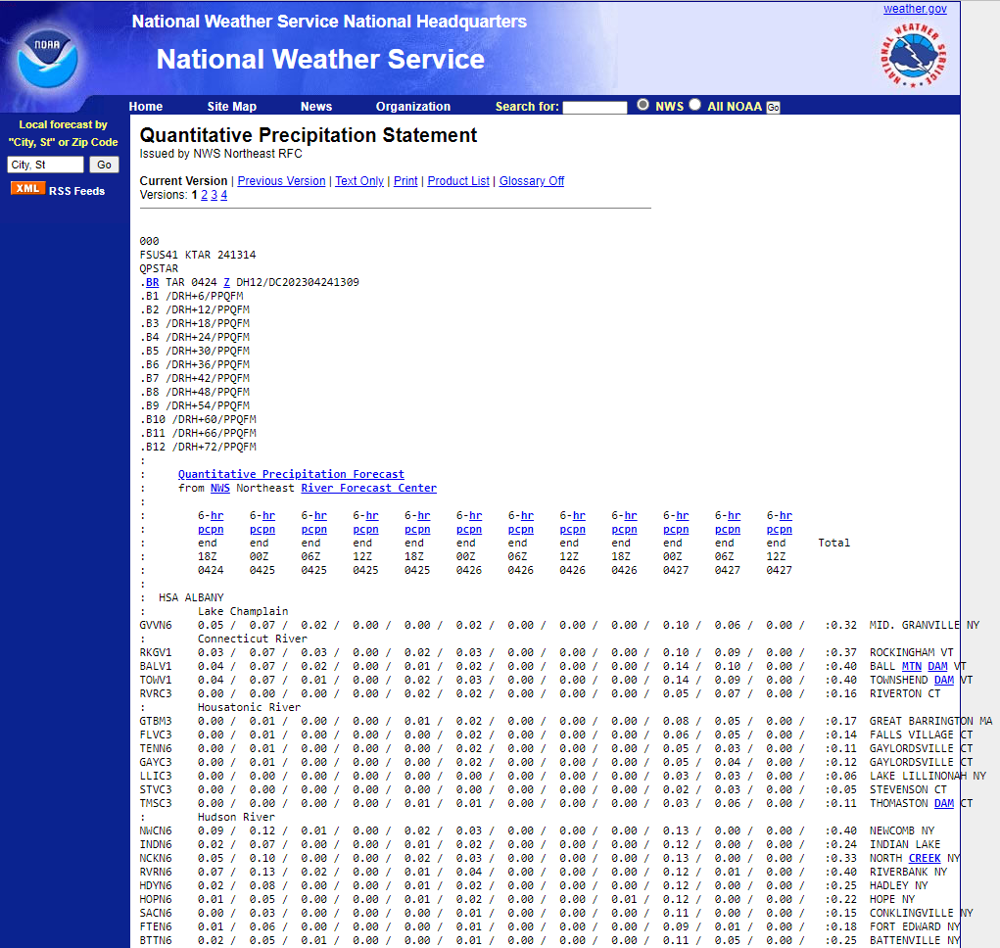 weather.gov
National Weather Service National Headquarters
NOAA
National Weather Service
NATIONAL WEATHER SERVICE
Home Site Map News Organization Search for: NWS All NOAA Go
Local forecast by
"City, St" or Zip Code
City, St Go
XML RSS Feeds
Quantitative Precipitation Statement
Issued by NWS Northeast RFC
Current Version | Previous Version | Text Only | Print | Product List | Glossary Off
Versions: 1 2 3 4
000
FSUS41 KTAR 241314
QPSTAR
.BR TAR 0424 Z DH12/DC202304241309
.B1 /DRH+6/PPQFM
.B2 /DRH+12/PPQFM
.B3 /DRH+18/PPQFM
.B4 /DRH+24/PPQFM
.B5 /DRH+30/PPQFM
.B6 /DRH+36/PPQFM
.B7 /DRH+42/PPQFM
.B8 /DRH+48/PPQFM
.B9 /DRH+54/PPQFM
.B10 /DRH+60/PPQFM
.B11 /DRH+66/PPQFM
.B12 /DRH+72/PPQFM
:
: Quantitative Precipitation Forecast
: from NWS Northeast River Forecast Center
:
: 6-hr 6-hr 6-hr 6-hr 6-hr 6-hr 6-hr 6-hr 6-hr 6-hr 6-hr 6-hr
: pcpn pcpn pcpn pcpn pcpn pcpn pcpn pcpn pcpn pcpn pcpn pcpn
: end end end end end end end end end end end end Total
: 18Z 00Z 06Z 12Z 18Z 00Z 06Z 12Z 18Z 00Z 06Z 12Z
: 0424 0425 0425 0425 0425 0426 0426 0426 0426 0427 0427 0427
:
: HSA ALBANY
: Lake Champlain
GVVN6 0.05 / 0.07 / 0.02 / 0.00 / 0.00 / 0.02 / 0.00 / 0.00 / 0.00 / 0.10 / 0.06 / 0.00 / :0.32 MID. GRANVILLE NY
: Connecticut River
RKGV1 0.03 / 0.07 / 0.03 / 0.00 / 0.02 / 0.03 / 0.00 / 0.00 / 0.00 / 0.10 / 0.09 / 0.00 / :0.37 ROCKINGHAM VT
BALV1 0.04 / 0.07 / 0.02 / 0.00 / 0.01 / 0.02 / 0.00 / 0.00 / 0.00 / 0.14 / 0.10 / 0.00 / :0.40 BALL MTN DAM VT
TOWV1 0.04 / 0.07 / 0.01 / 0.00 / 0.02 / 0.03 / 0.00 / 0.00 / 0.00 / 0.14 / 0.09 / 0.00 / :0.40 TOWNSHEND DAM VT
RVRC3 0.00 / 0.00 / 0.00 / 0.00 / 0.02 / 0.02 / 0.00 / 0.00 / 0.00 / 0.05 / 0.07 / 0.00 / :0.16 RIVERTON CT
: Housatonic River
GTBM3 0.00 / 0.01 / 0.00 / 0.00 / 0.01 / 0.02 / 0.00 / 0.00 / 0.00 / 0.08 / 0.05 / 0.00 / :0.17 GREAT BARRINGTON MA
FLVC3 0.00 / 0.01 / 0.00 / 0.00 / 0.00 / 0.02 / 0.00 / 0.00 / 0.00 / 0.06 / 0.05 / 0.00 / :0.14 FALLS VILLAGE CT
TENN6 0.00 / 0.01 / 0.00 / 0.00 / 0.00 / 0.02 / 0.00 / 0.00 / 0.00 / 0.05 / 0.03 / 0.00 / :0.11 GAYLORDSVILLE CT
GAYC3 0.00 / 0.01 / 0.00 / 0.00 / 0.00 / 0.02 / 0.00 / 0.00 / 0.00 / 0.05 / 0.04 / 0.00 / :0.12 GAYLORDSVILLE CT
LLIC3 0.00 / 0.00 / 0.00 / 0.00 / 0.00 / 0.00 / 0.00 / 0.00 / 0.00 / 0.03 / 0.03 / 0.00 / :0.06 LAKE LILLINONAH NY
STVC3 0.00 / 0.00 / 0.00 / 0.00 / 0.00 / 0.00 / 0.00 / 0.00 / 0.00 / 0.02 / 0.03 / 0.00 / :0.05 STEVENSON CT
TMSC3 0.00 / 0.00 / 0.00 / 0.00 / 0.01 / 0.01 / 0.00 / 0.00 / 0.00 / 0.03 / 0.06 / 0.00 / :0.11 THOMASTON DAM CT
: Hudson River
NWCN6 0.09 / 0.12 / 0.01 / 0.00 / 0.02 / 0.03 / 0.00 / 0.00 / 0.00 / 0.13 / 0.00 / 0.00 / :0.40 NEWCOMB NY
INDN6 0.02 / 0.07 / 0.00 / 0.00 / 0.01 / 0.02 / 0.00 / 0.00 / 0.00 / 0.12 / 0.00 / 0.00 / :0.24 INDIAN LAKE
NCKN6 0.05 / 0.10 / 0.00 / 0.00 / 0.02 / 0.03 / 0.00 / 0.00 / 0.00 / 0.13 / 0.00 / 0.00 / :0.33 NORTH CREEK NY
RVRN6 0.07 / 0.13 / 0.02 / 0.00 / 0.01 / 0.04 / 0.00 / 0.00 / 0.00 / 0.12 / 0.01 / 0.00 / :0.40 RIVERBANK NY
HDYN6 0.02 / 0.08 / 0.00 / 0.00 / 0.01 / 0.02 / 0.00 / 0.00 / 0.00 / 0.12 / 0.00 / 0.00 / :0.25 HADLEY NY
HOPN6 0.01 / 0.05 / 0.00 / 0.00 / 0.01 / 0.02 / 0.00 / 0.00 / 0.01 / 0.12 / 0.00 / 0.00 / :0.22 HOPE NY
SACN6 0.00 / 0.03 / 0.00 / 0.00 / 0.00 / 0.01 / 0.00 / 0.00 / 0.00 / 0.11 / 0.00 / 0.00 / :0.15 CONKLINGVILLE NY
FTEN6 0.01 / 0.06 / 0.00 / 0.00 / 0.00 / 0.01 / 0.00 / 0.00 / 0.00 / 0.09 / 0.01 / 0.00 / :0.18 FORT EDWARD NY
BTTN6 0.02 / 0.05 / 0.01 / 0.00 / 0.00 / 0.01 / 0.00 / 0.00 / 0.00 / 0.11 / 0.05 / 0.00 / :0.25 BATTENVILLE NY